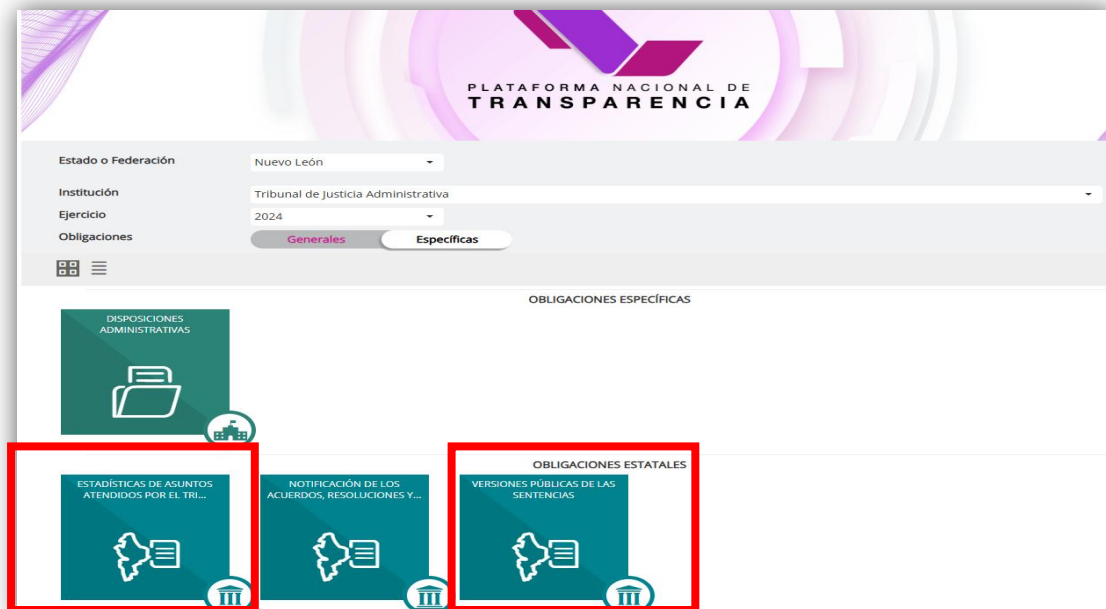 PLATAFORMA NACIONAL DE
TRANSPARENCIA
Estado o Federación
Nuevo León
Institución
Tribunal de Justicia Administrativa
Ejercicio
2024
Obligaciones
Generales
Específicas
OBLIGACIONES ESPECÍFICAS
DISPOSICIONES
ADMINISTRATIVAS
OBLIGACIONES ESTATALES
ESTADÍSTICAS DE ASUNTOS
ATENDIDOS POR EL TRI...
NOTIFICACIÓN DE LOS
ACUERDOS, RESOLUCIONES Y...
VERSIONES PÚBLICAS DE LAS
SENTENCIAS